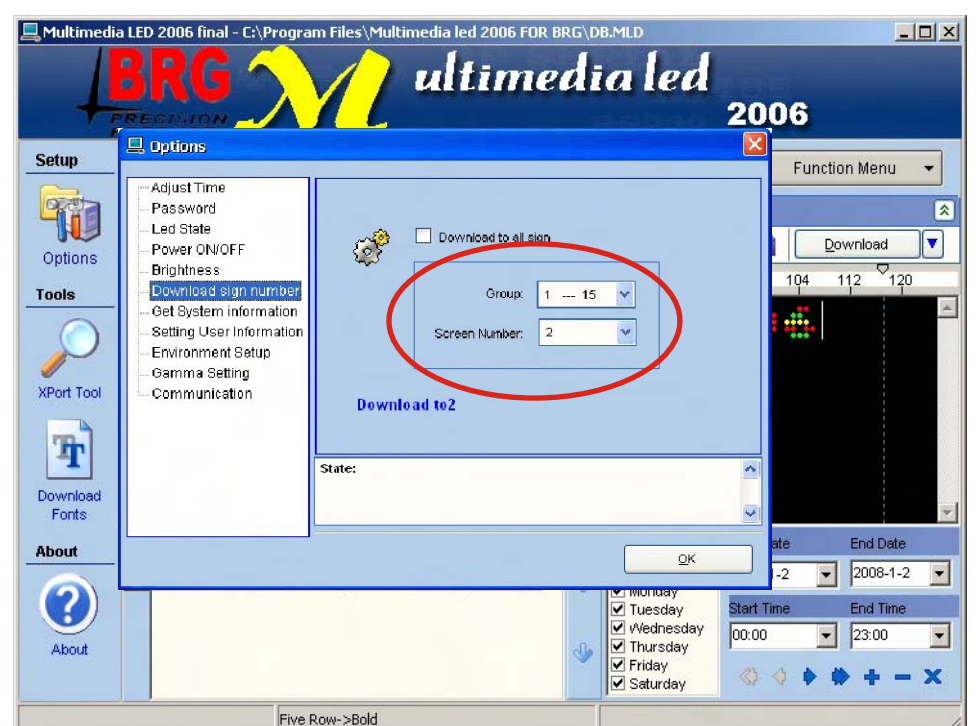 Multimedia LED 2006 final - C:\Program Files\Multimedia led 2006 FOR BRG\DB.MLD
BRG
PRECISION
M ultimedia led
2006
Setup
Options
Tools
XPort Tool
Download
Fonts
About
About
Options
Adjust Time
Password
Led State
Power ON/OFF
Brightness
Download sign number
Get System information
Setting User Information
Environment Setup
Gamma Setting
Communication
Download to all sign
Group: 1 --- 15
Screen Number: 2
Download to2
State:
OK
Function Menu
Download
104 112 120
End Date
2008-1-2
Monday
Tuesday
Wednesday
Thursday
Friday
Saturday
Start Time End Time
00:00 23:00
Five Row->Bold